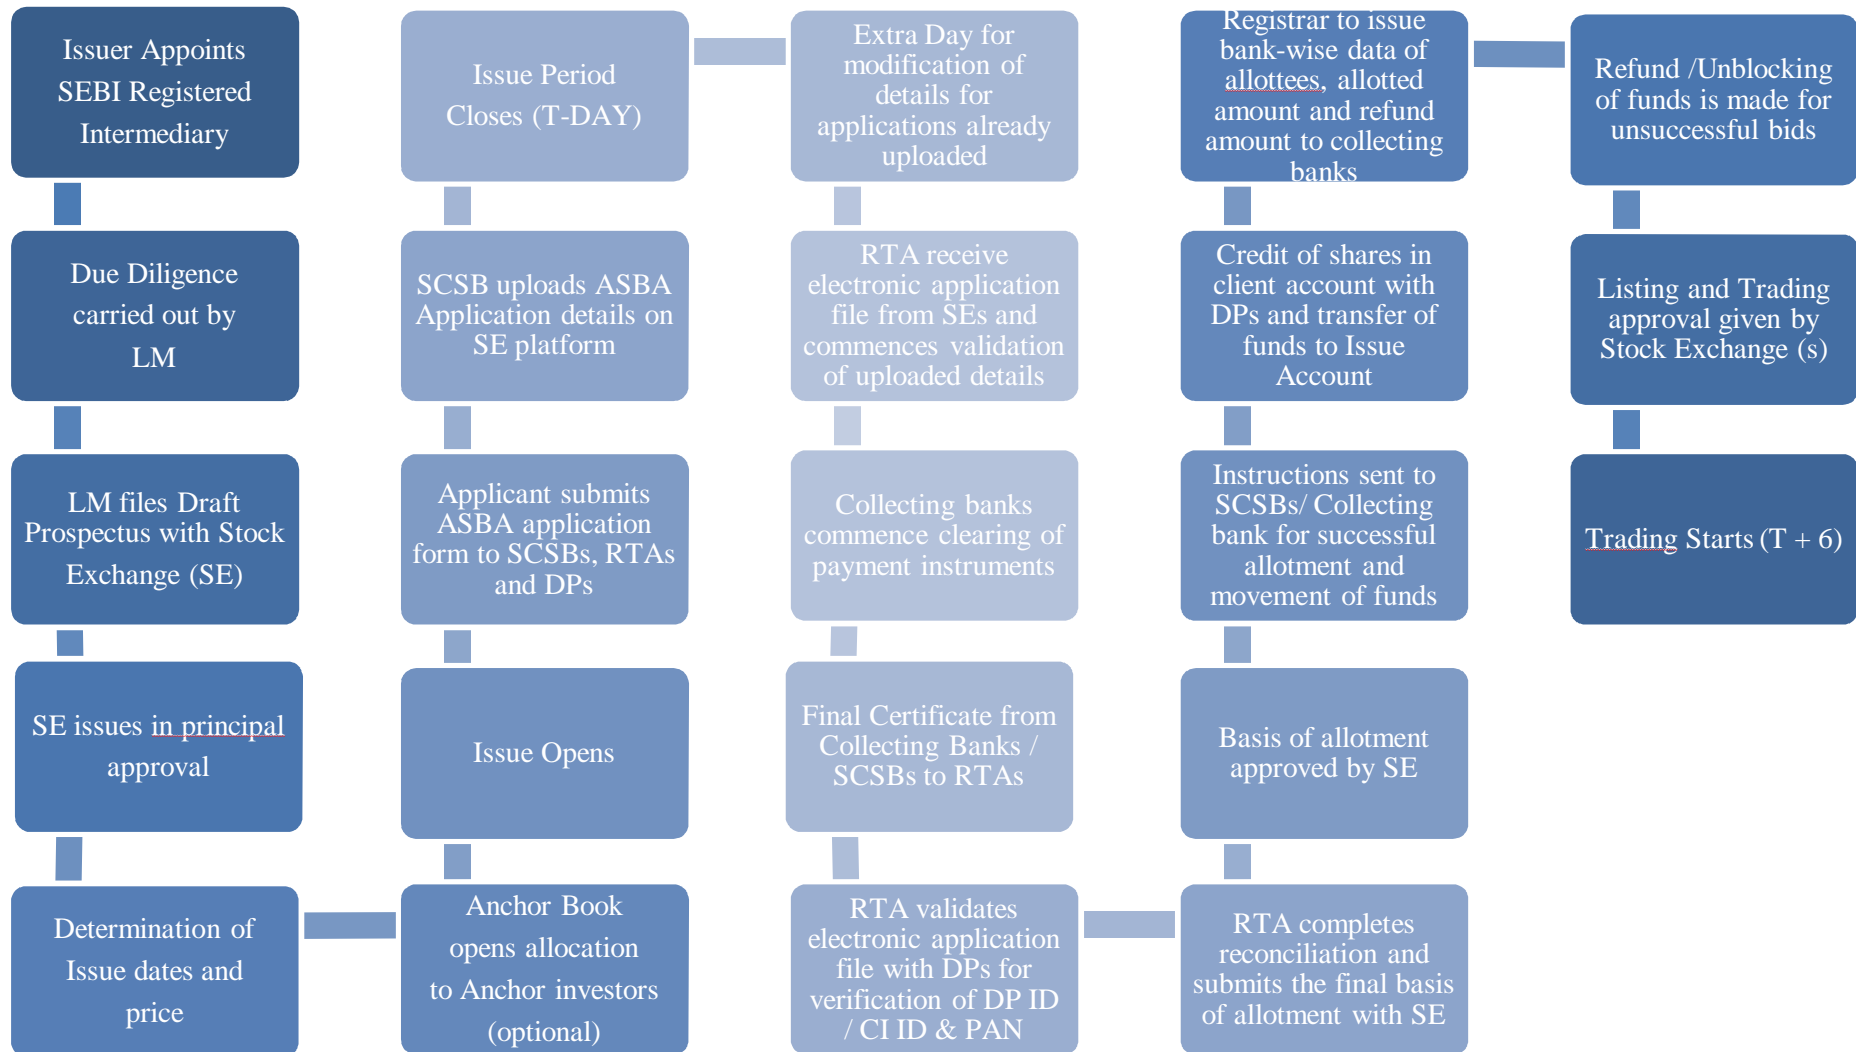 Issuer Appoints
SEBI Registered
Intermediary
Due Diligence
carried out by
LM
LM files Draft
Prospectus with Stock
Exchange (SE)
SE issues in principal
approval
Determination of
Issue dates and
price
Anchor Book
opens allocation
to Anchor investors
(optional)
Issue Opens
Applicant submits
ASBA application
form to SCSBs, RTAs
and DPs
SCSB uploads ASBA
Application details on
SE platform
Issue Period
Closes (T-DAY)
Extra Day for
modification of
details for
applications already
uploaded
RTA receive
electronic application
file from SEs and
commences validation
of uploaded details
Collecting banks
commence clearing of
payment instruments
Final Certificate from
Collecting Banks /
SCSBs to RTAs
RTA validates
electronic application
file with DPs for
verification of DP ID
/ CI ID & PAN
RTA completes
reconciliation and
submits the final basis
of allotment with SE
Basis of allotment
approved by SE
Instructions sent to
SCSBs/ Collecting
bank for successful
allotment and
movement of funds
Credit of shares in
client account with
DPs and transfer of
funds to Issue
Account
Registrar to issue
bank-wise data of
allottees, allotted
amount and refund
amount to collecting
banks
Refund /Unblocking
of funds is made for
unsuccessful bids
Listing and Trading
approval given by
Stock Exchange (s)
Trading Starts (T + 6)